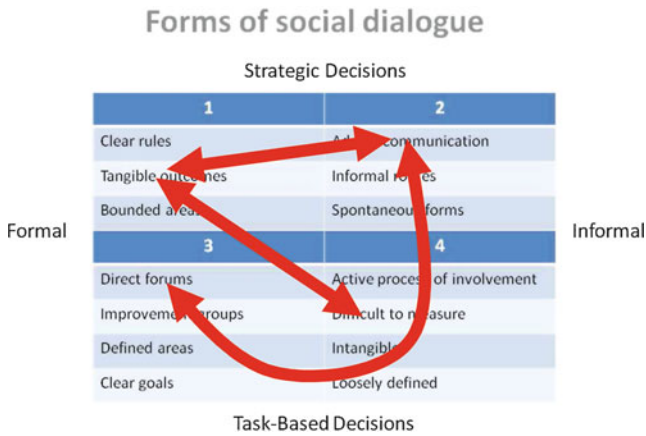 Forms of social dialogue
Strategic Decisions
1 2
Clear rules communication
Tangible outcomes Informal
Bounded areas Spontaneous forms
Formal Informal
3 4
Direct forums Active process of involvement
Improvement groups Difficult to measure
Defined areas Intangible
Clear goals Loosely defined
Task-Based Decisions